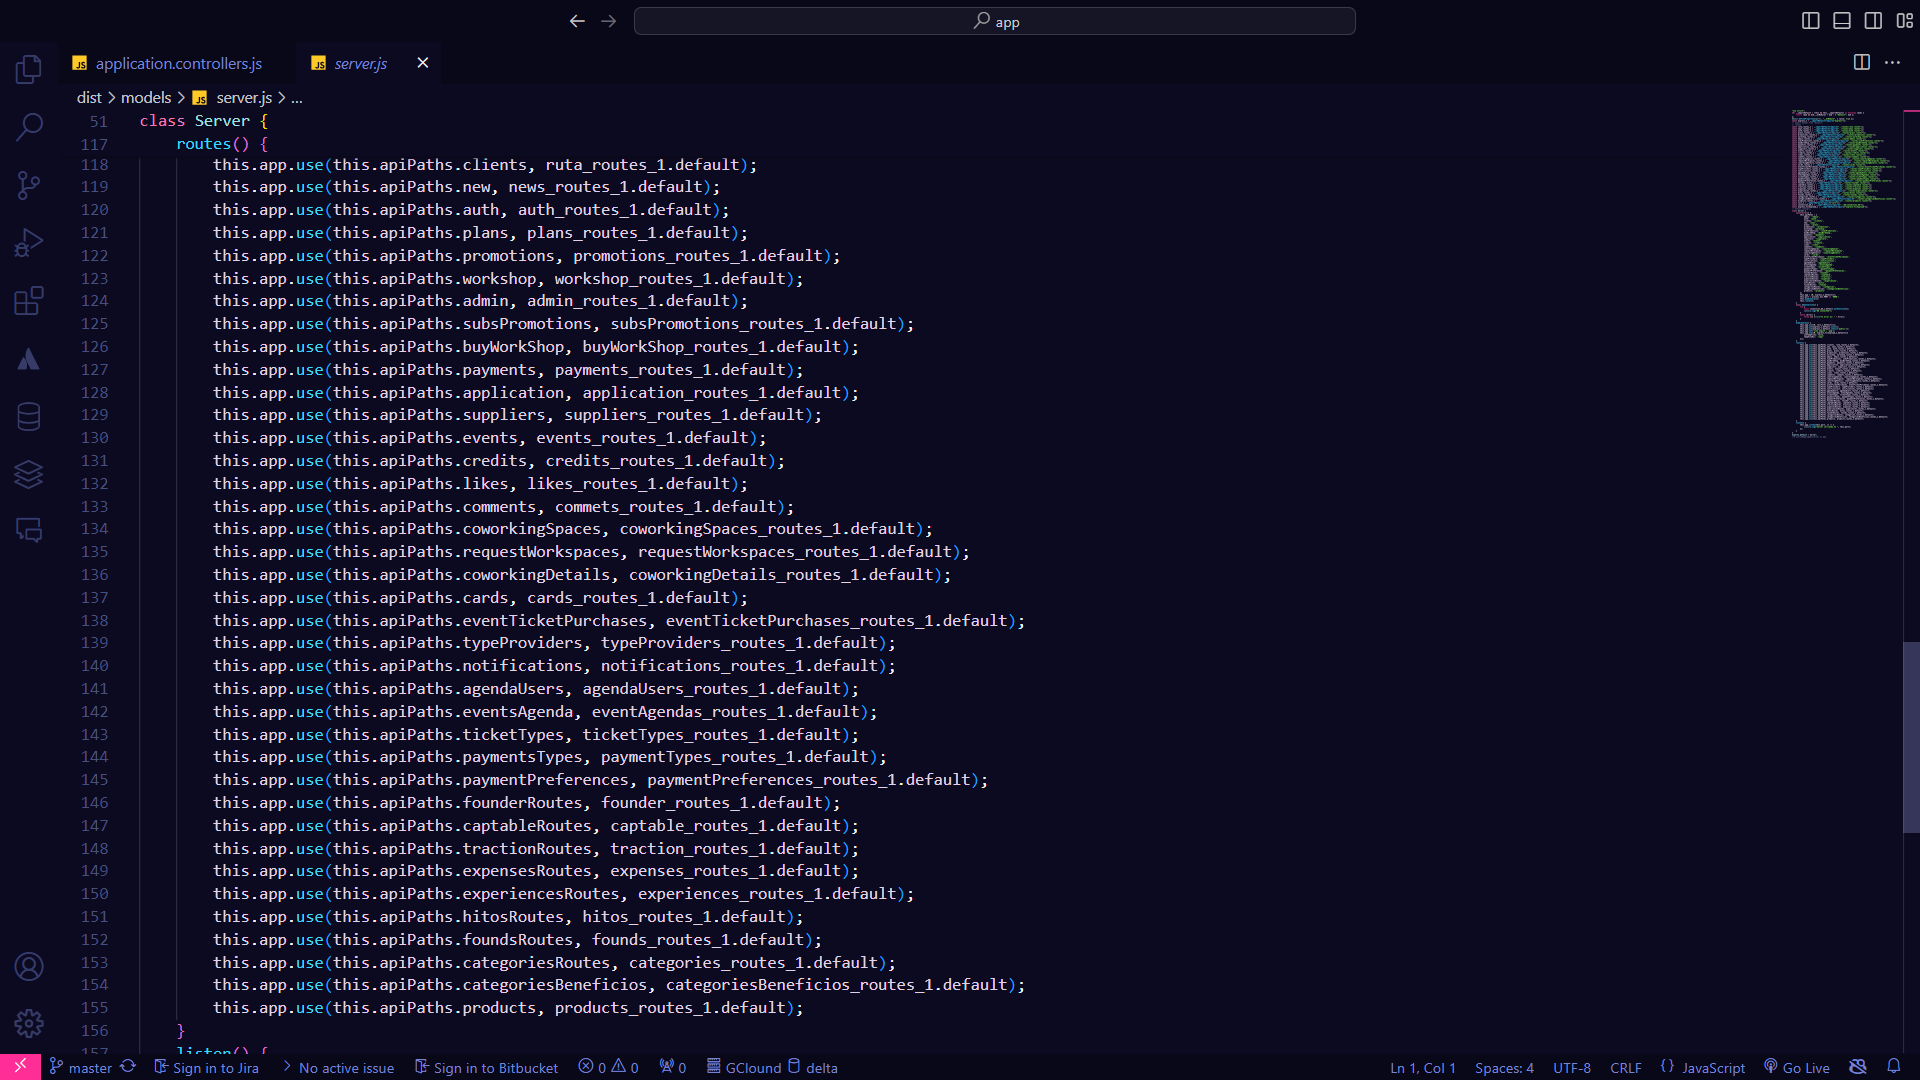 app
application.controllers.js
server.js
dist > models > server.js > ...
51 class Server {
117 routes() {
118 this.app.use(this.apiPaths.clients, ruta_routes_1.default);
119 this.app.use(this.apiPaths.new, news_routes_1.default);
120 this.app.use(this.apiPaths.auth, auth_routes_1.default);
121 this.app.use(this.apiPaths.plans, plans_routes_1.default);
122 this.app.use(this.apiPaths.promotions, promotions_routes_1.default);
123 this.app.use(this.apiPaths.workshop, workshop_routes_1.default);
124 this.app.use(this.apiPaths.admin, admin_routes_1.default);
125 this.app.use(this.apiPaths.subsPromotions, subsPromotions_routes_1.default);
126 this.app.use(this.apiPaths.buyWorkShop, buyWorkShop_routes_1.default);
127 this.app.use(this.apiPaths.payments, payments_routes_1.default);
128 this.app.use(this.apiPaths.application, application_routes_1.default);
129 this.app.use(this.apiPaths.suppliers, suppliers_routes_1.default);
130 this.app.use(this.apiPaths.events, events_routes_1.default);
131 this.app.use(this.apiPaths.credits, credits_routes_1.default);
132 this.app.use(this.apiPaths.likes, likes_routes_1.default);
133 this.app.use(this.apiPaths.comments, commets_routes_1.default);
134 this.app.use(this.apiPaths.coworkingSpaces, coworkingSpaces_routes_1.default);
135 this.app.use(this.apiPaths.requestWorkspaces, requestWorkspaces_routes_1.default);
136 this.app.use(this.apiPaths.coworkingDetails, coworkingDetails_routes_1.default);
137 this.app.use(this.apiPaths.cards, cards_routes_1.default);
138 this.app.use(this.apiPaths.eventTicketPurchases, eventTicketPurchases_routes_1.default);
139 this.app.use(this.apiPaths.typeProviders, typeProviders_routes_1.default);
140 this.app.use(this.apiPaths.notifications, notifications_routes_1.default);
141 this.app.use(this.apiPaths.agendaUsers, agendaUsers_routes_1.default);
142 this.app.use(this.apiPaths.eventsAgenda, eventAgendas_routes_1.default);
143 this.app.use(this.apiPaths.ticketTypes, ticketTypes_routes_1.default);
144 this.app.use(this.apiPaths.paymentsTypes, paymentTypes_routes_1.default);
145 this.app.use(this.apiPaths.paymentPreferences, paymentPreferences_routes_1.default);
146 this.app.use(this.apiPaths.founderRoutes, founder_routes_1.default);
147 this.app.use(this.apiPaths.captableRoutes, captable_routes_1.default);
148 this.app.use(this.apiPaths.tractionRoutes, traction_routes_1.default);
149 this.app.use(this.apiPaths.expensesRoutes, expenses_routes_1.default);
150 this.app.use(this.apiPaths.experiencesRoutes, experiences_routes_1.default);
151 this.app.use(this.apiPaths.hitosRoutes, hitos_routes_1.default);
152 this.app.use(this.apiPaths.foundsRoutes, founds_routes_1.default);
153 this.app.use(this.apiPaths.categoriesRoutes, categories_routes_1.default);
154 this.app.use(this.apiPaths.categoriesBeneficios, categoriesBeneficios_routes_1.default);
155 this.app.use(this.apiPaths.products, products_routes_1.default);
156 }
157 listen() {
master Sign in to Jira No active issue Sign in to Bitbucket 0 0 0 GClound delta Ln 1, Col 1 Spaces: 4 UTF-8 CRLF {} JavaScript Go Live